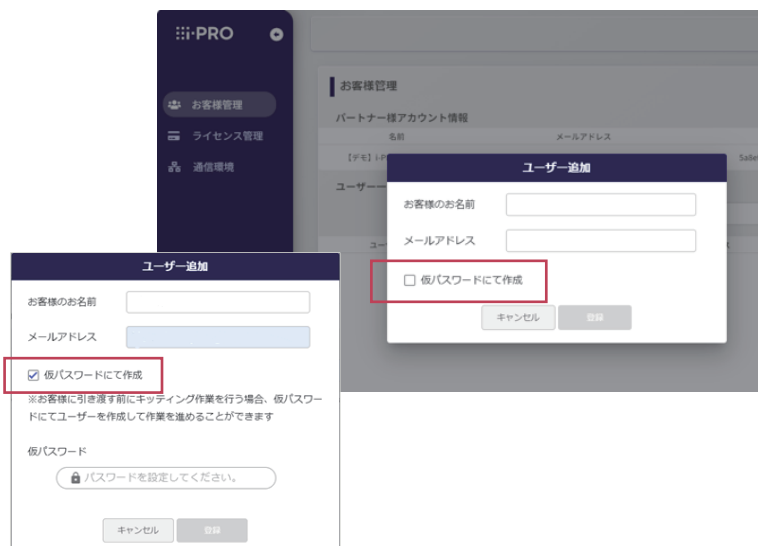 i-PRO
お客様管理
ライセンス管理
通信環境
お客様管理
パートナー様アカウント情報
名前 メールアドレス
【デモ】i-P
ユーザー一
ユー
ユーザー追加
お客様のお名前
メールアドレス
仮パスワードにて作成
キャンセル 登録
ユーザー追加
お客様のお名前
メールアドレス
仮パスワードにて作成
※お客様に引き渡す前にキッティング作業を行う場合、仮パスワー
ドにてユーザーを作成して作業を進めることができます
仮パスワード
パスワードを設定してください。
キャンセル 登録